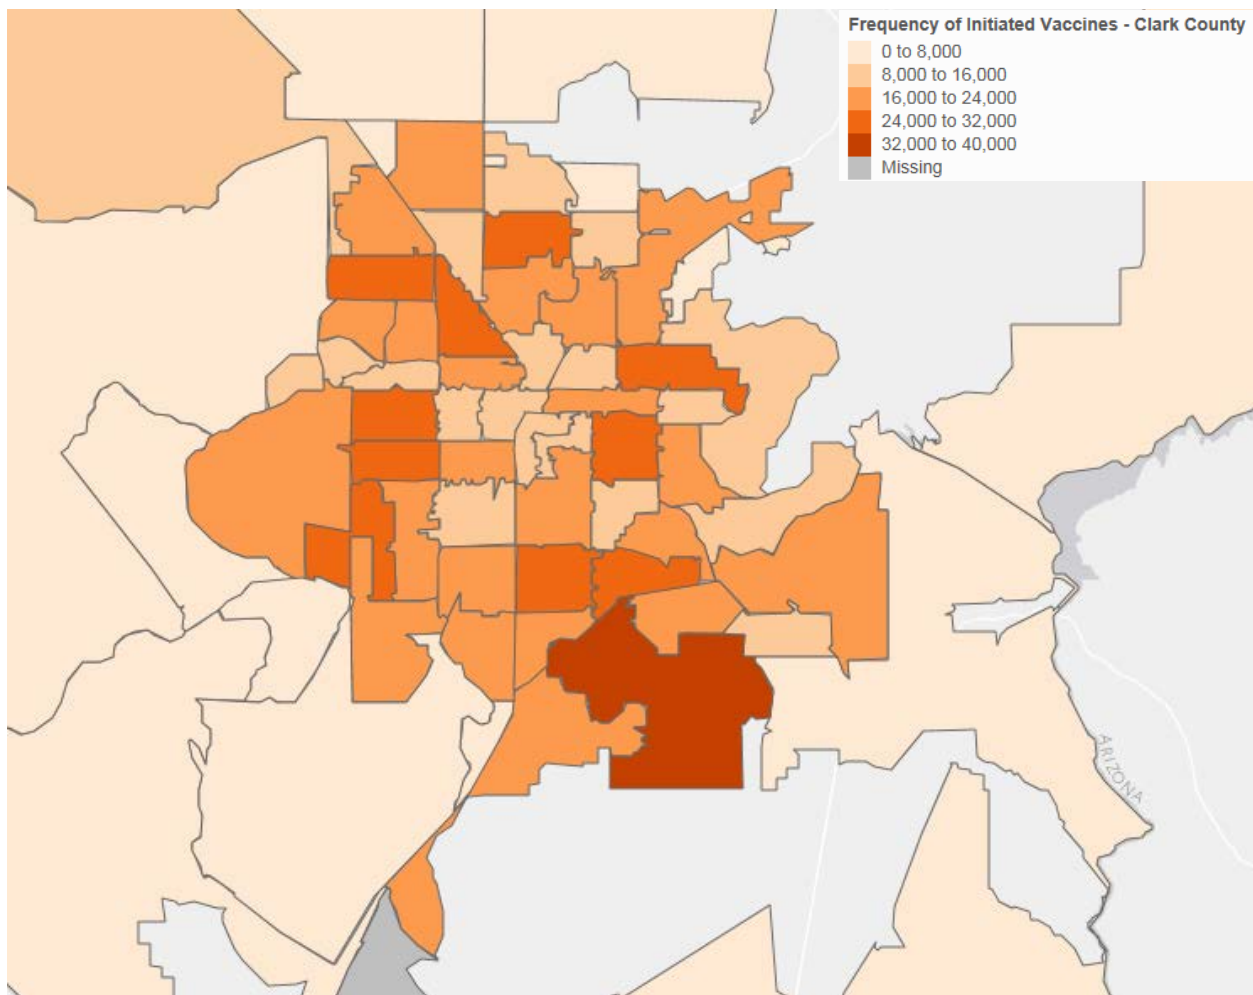 Frequency of Initiated Vaccines - Clark County
0 to 8,000
8,000 to 16,000
16,000 to 24,000
24,000 to 32,000
32,000 to 40,000
Missing
ARIZONA